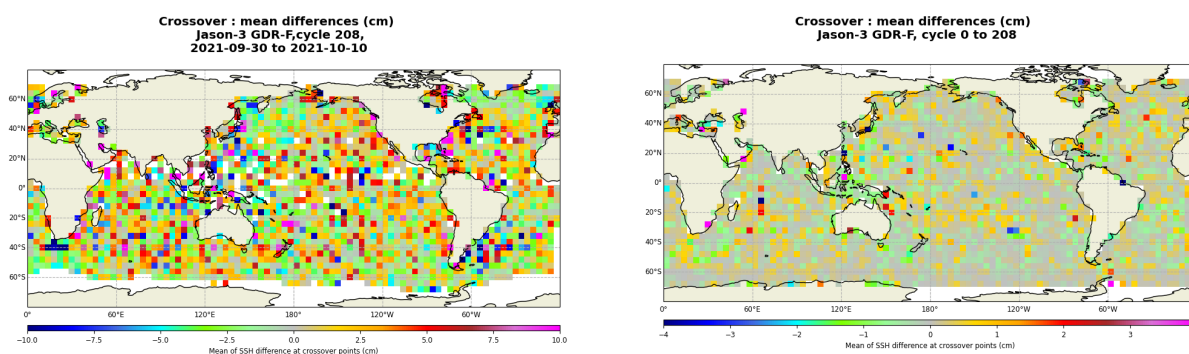 Crossover : mean differences (cm)
Jason-3 GDR-F,cycle 208,
2021-09-30 to 2021-10-10
60°N
40°N
20°N
0°
20°S
40°S
60°S
0°
60°E
120°E
180°
120°W
60°W
−10.0
−7.5
−5.0
−2.5
0.0
2.5
5.0
7.5
10.0
Mean of SSH difference at crossover points (cm)
Crossover : mean differences (cm)
Jason-3 GDR-F, cycle 0 to 208
60°N
40°N
20°N
0°
20°S
40°S
60°S
0°
60°E
120°E
180°
120°W
60°W
−4
−3
−2
−1
0
1
2
3
Mean of SSH difference at crossover points (cm)